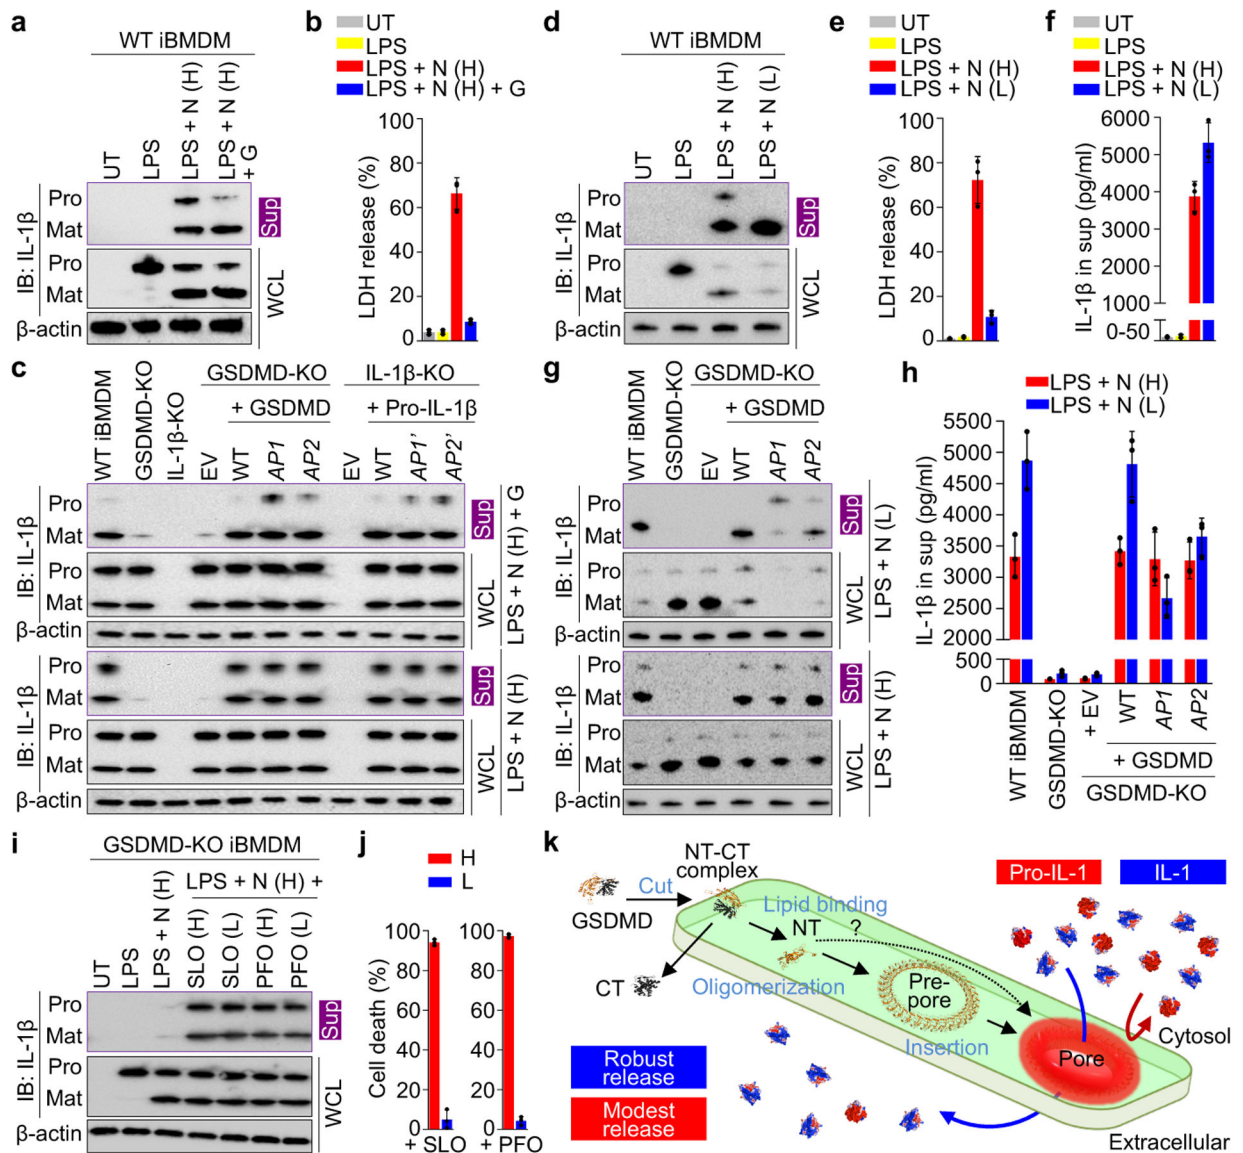 a
WT iBMDM
UT
LPS
LPS + N (H)
LPS + N (H)
+ G
IB: IL-1β
Pro
Mat
Sup
Pro
Mat
WCL
β-actin
b
UT
LPS
LPS + N (H)
LPS + N (H) + G
LDH release (%)
100
80
60
40
20
0
d
WT iBMDM
UT
LPS
LPS + N (H)
LPS + N (L)
IB: IL-1β
Pro
Mat
Sup
Pro
Mat
WCL
β-actin
e
UT
LPS
LPS + N (H)
LPS + N (L)
LDH release (%)
100
80
60
40
20
0
f
UT
LPS
LPS + N (H)
LPS + N (L)
IL-1β in sup (pg/ml)
6000
5000
4000
3000
2000
1000
0-50
c
WT iBMDM
GSDMD-KO
IL-1β-KO
GSDMD-KO
+ GSDMD
EV
WT
AP1
AP2
IL-1β-KO
+ Pro-IL-1β
EV
WT
AP1'
AP2'
IB: IL-1β
Pro
Mat
Sup
Pro
Mat
WCL
β-actin
LPS + N (H) + G
IB: IL-1β
Pro
Mat
Sup
Pro
Mat
WCL
β-actin
LPS + N (H)
g
WT iBMDM
GSDMD-KO
GSDMD-KO
+ GSDMD
EV
WT
AP1
AP2
IB: IL-1β
Pro
Mat
Sup
Pro
Mat
WCL
β-actin
LPS + N (L)
IB: IL-1β
Pro
Mat
Sup
Pro
Mat
WCL
β-actin
LPS + N (H)
h
LPS + N (H)
LPS + N (L)
IL-1β in sup (pg/ml)
5500
5000
4500
4000
3500
3000
2500
2000
500
0
WT iBMDM
GSDMD-KO
+ EV
WT
AP1
AP2
+ GSDMD
GSDMD-KO
i
GSDMD-KO iBMDM
LPS + N (H) +
UT
LPS
LPS + N (H)
SLO (H)
SLO (L)
PFO (H)
PFO (L)
IB: IL-1β
Pro
Mat
Sup
Pro
Mat
WCL
β-actin
j
H
L
Cell death (%)
100
80
60
40
20
0
+ SLO
100
80
60
40
20
0
+ PFO
k
NT-CT
complex
Cut
GSDMD
Lipid binding
NT
?
CT
Oligomerization
Pre-
pore
Insertion
Pro-IL-1
IL-1
Pore
Cytosol
Robust
release
Modest
release
Extracellular